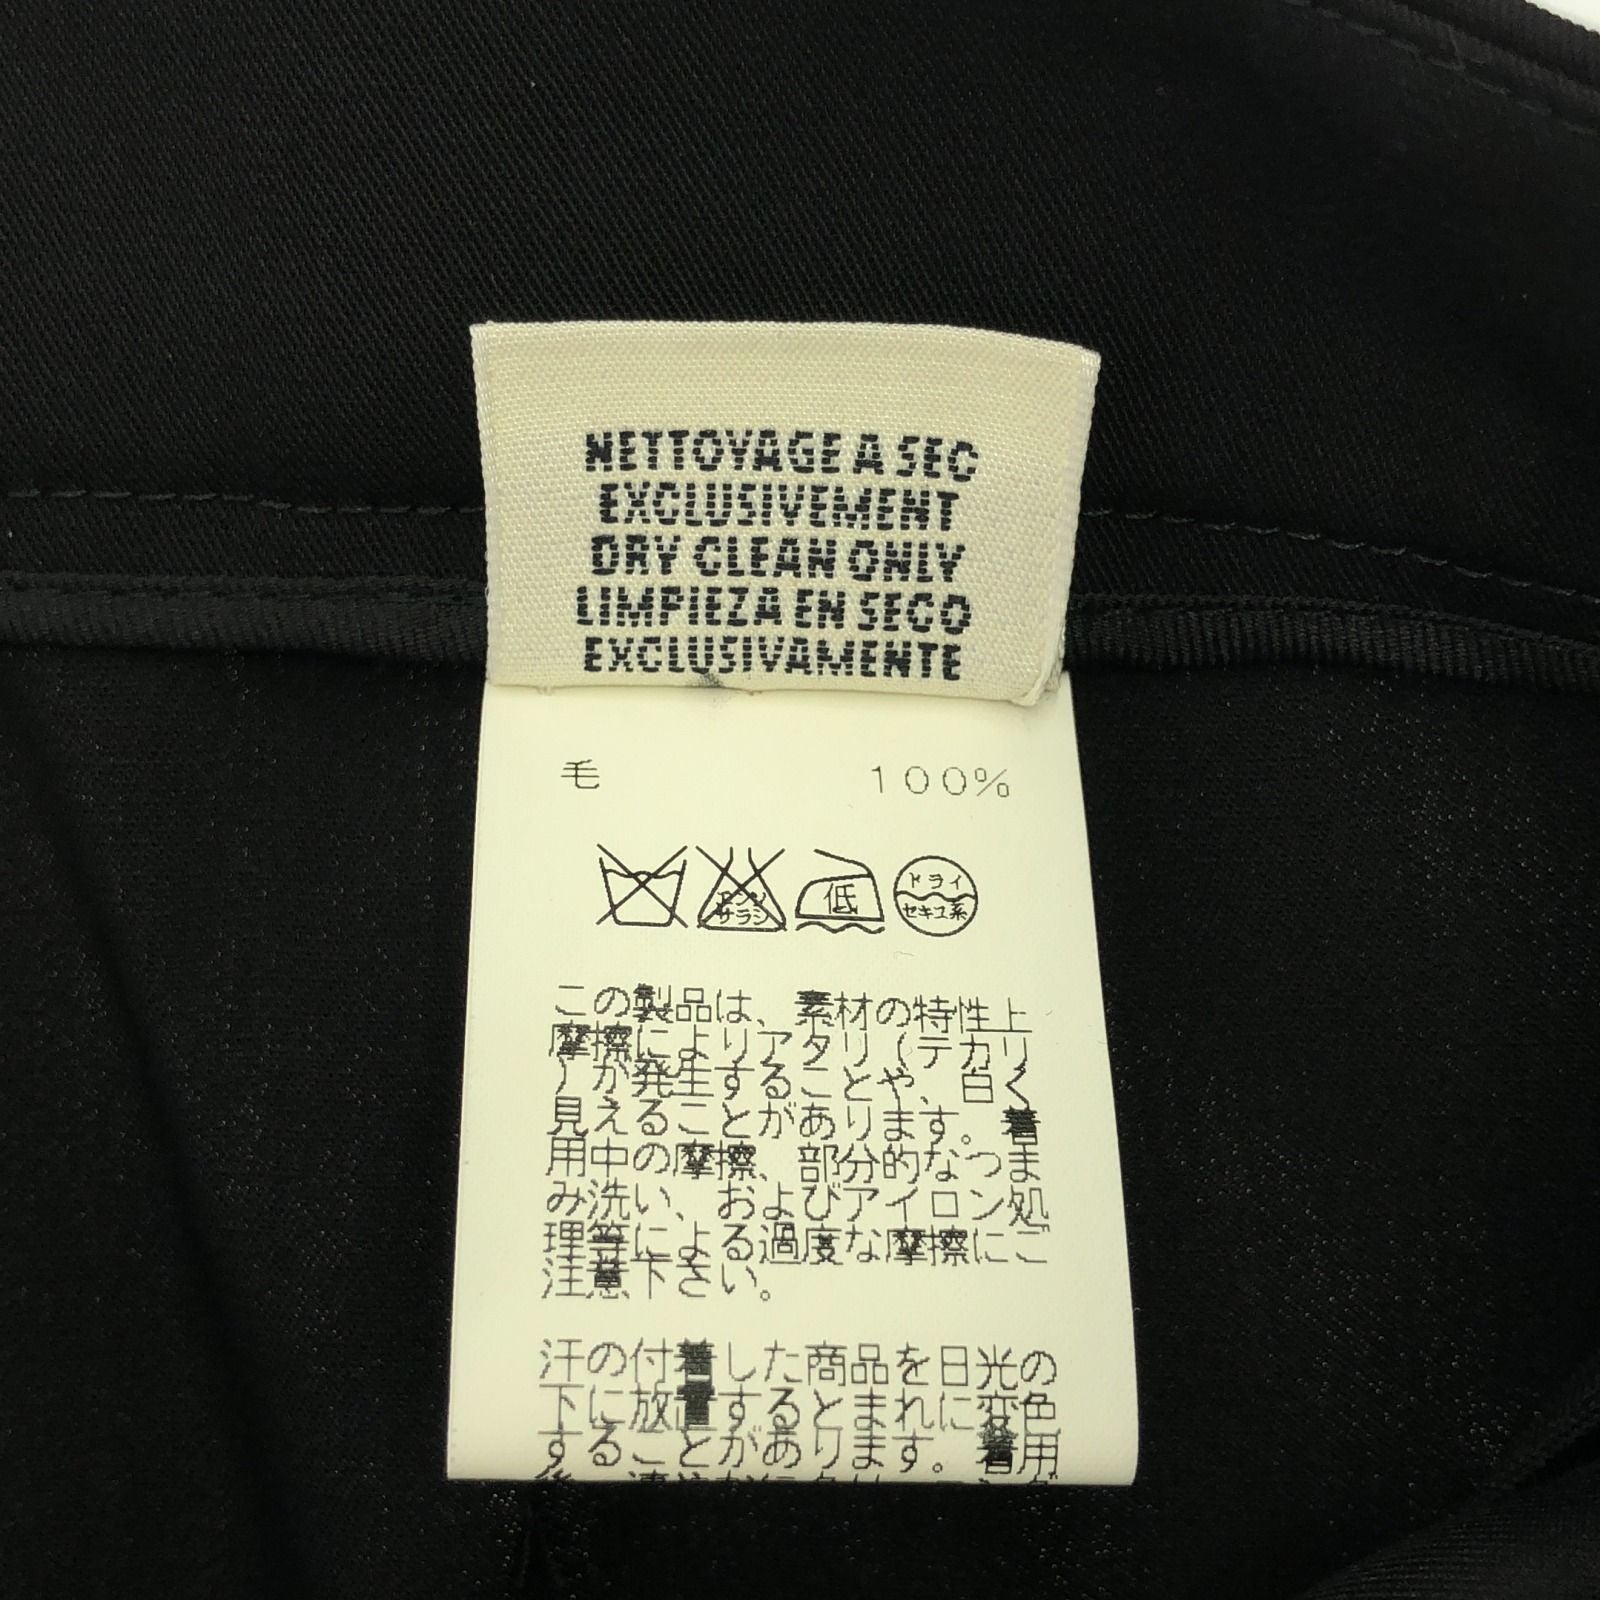 NETTOYAGE A SEC
EXCLUSIVEMENT
DRY CLEAN ONLY
LIMPIEZA EN SECO
EXCLUSIVAMENTE
毛 100%
エンソ サラシ 低 ドライ セキユ系
この製品は、素材の特性上
摩擦によりアタリ(テカリ
)が発生することや、白く
見えることがあります。着
用中の摩擦、部分的なつま
み洗い、およびアイロン処
理等による過度な摩擦にご
注意下さい。
汗の付着した商品を日光の
下に放置するとまれに変色
することがあります。着用